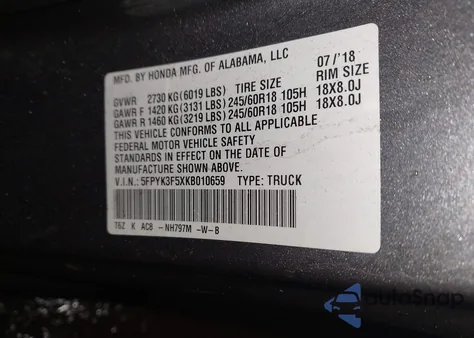 MFD. BY HONDA MFG. OF ALABAMA, LLC 07/'18
GVWR 2730 KG(6019 LBS) TIRE SIZE RIM SIZE
GAWR F 1420 KG(3131 LBS) 245/60R18 105H 18X8.0J
GAWR R 1460 KG(3219 LBS) 245/60R18 105H 18X8.0J
THIS VEHICLE CONFORMS TO ALL APPLICABLE
FEDERAL MOTOR VEHICLE SAFETY
STANDARDS IN EFFECT ON THE DATE OF
MANUFACTURE SHOWN ABOVE.
V.I.N.: 5FPYK3F5XKB010659 TYPE: TRUCK
T6Z K AC8 -NH797M -W-B
autoSnap